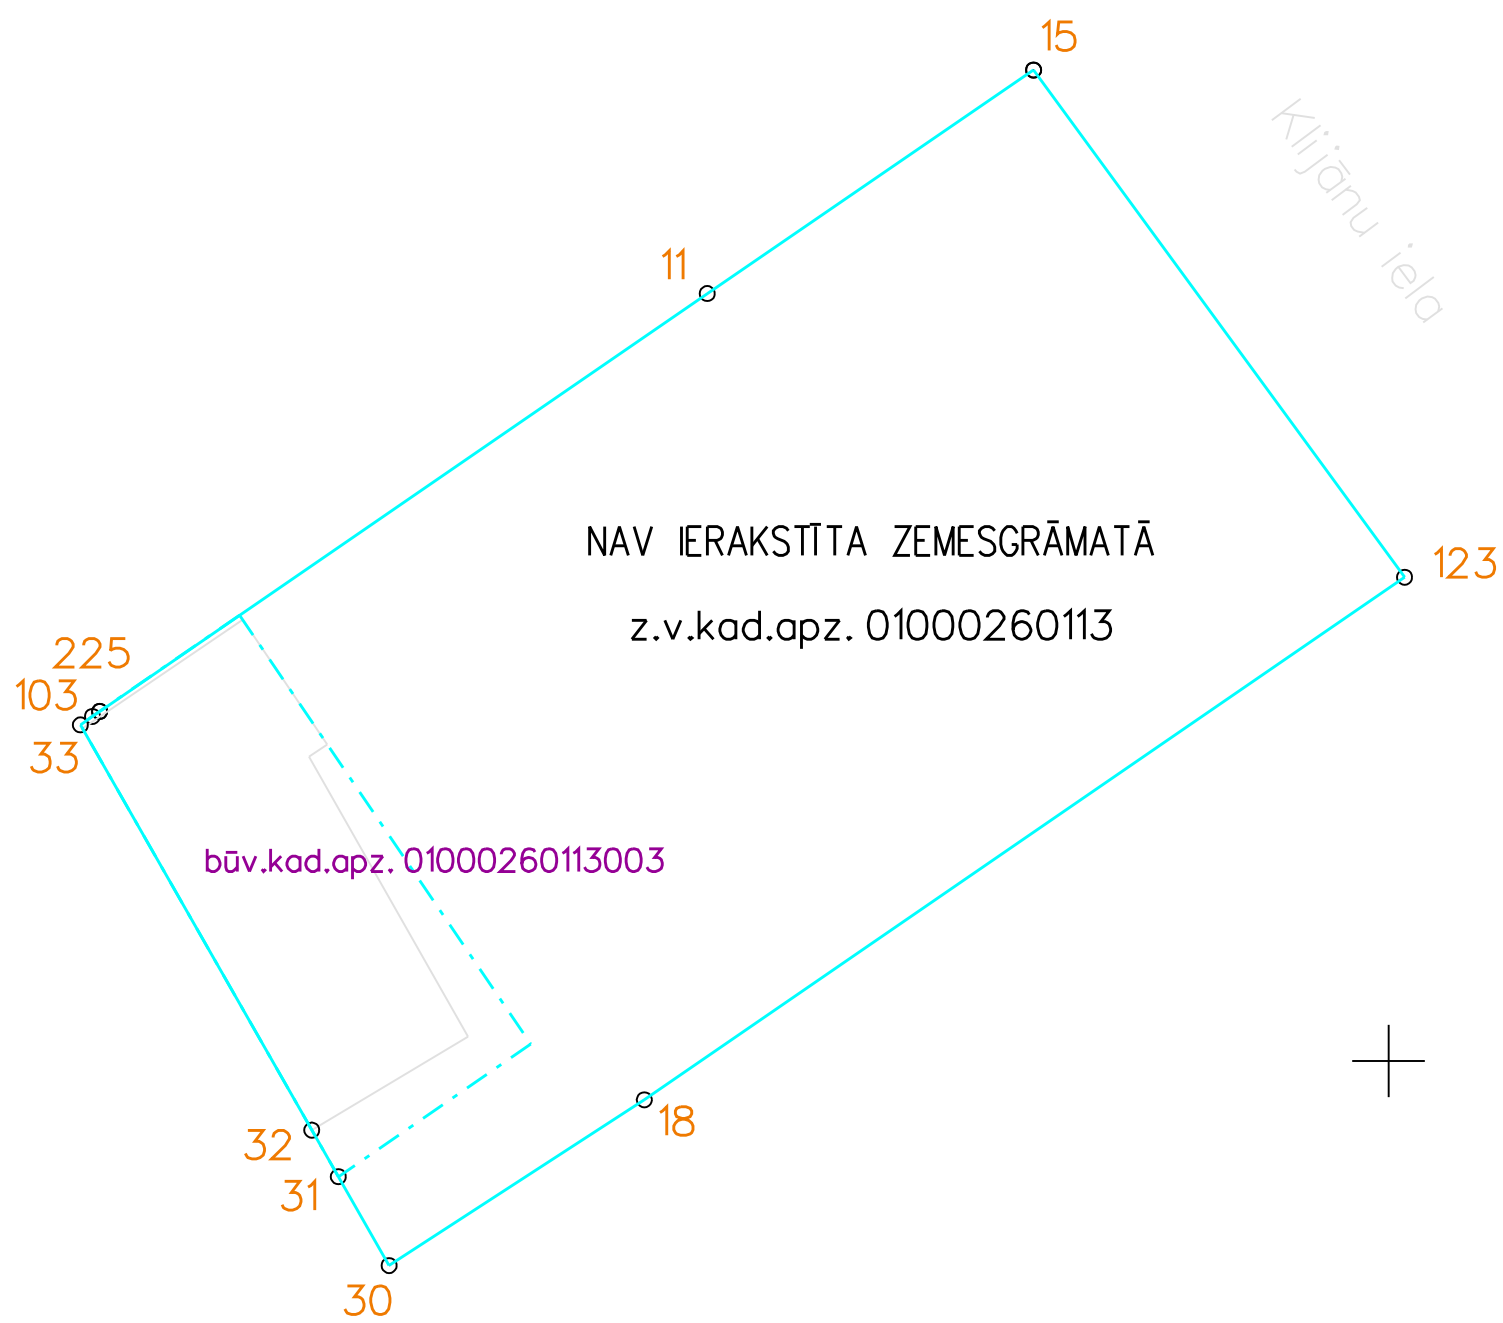 15
Klijānu iela
11
NAV IERAKSTĪTA ZEMESGRĀMATĀ
123
z.v.kad.apz. 01000260113
225
103
33
būv.kad.apz. 01000260113003
18
32
31
30